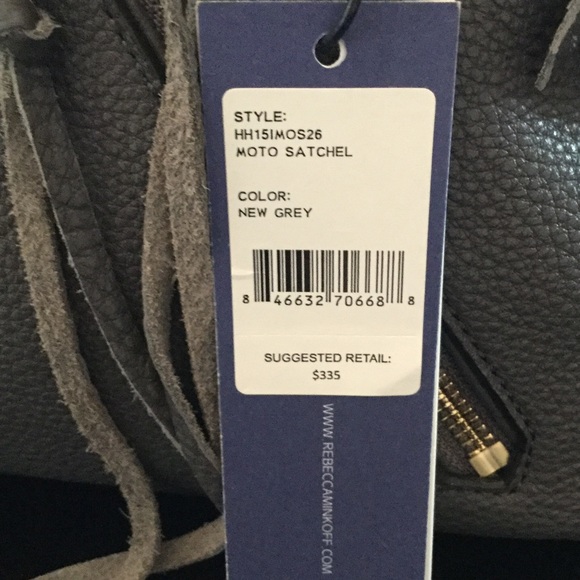 STYLE:
HH15IMOS26
MOTO SATCHEL
COLOR:
NEW GREY
8 46632 70668 8
SUGGESTED RETAIL:
$335
WWW.REBECCAMINKOFF.COM